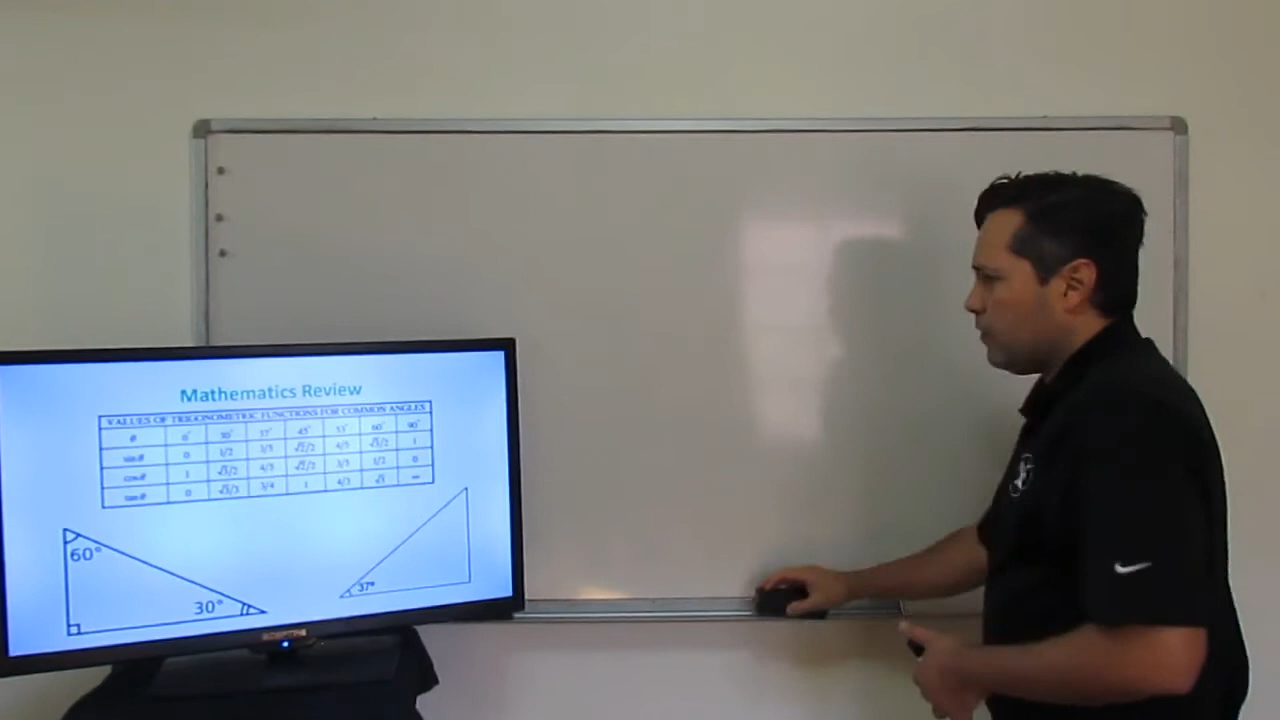 Mathematics Review
VALUES OF TRIGONOMETRIC FUNCTIONS FOR COMMON ANGLES
θ 0° 30° 37° 45° 53° 60° 90°
sin θ 0 1/2 3/5 √2/2 4/5 √3/2 1
cos θ 1 √3/2 4/5 √2/2 3/5 1/2 0
tan θ 0 √3/3 3/4 1 4/3 √3 ∞
60°
30°
37°